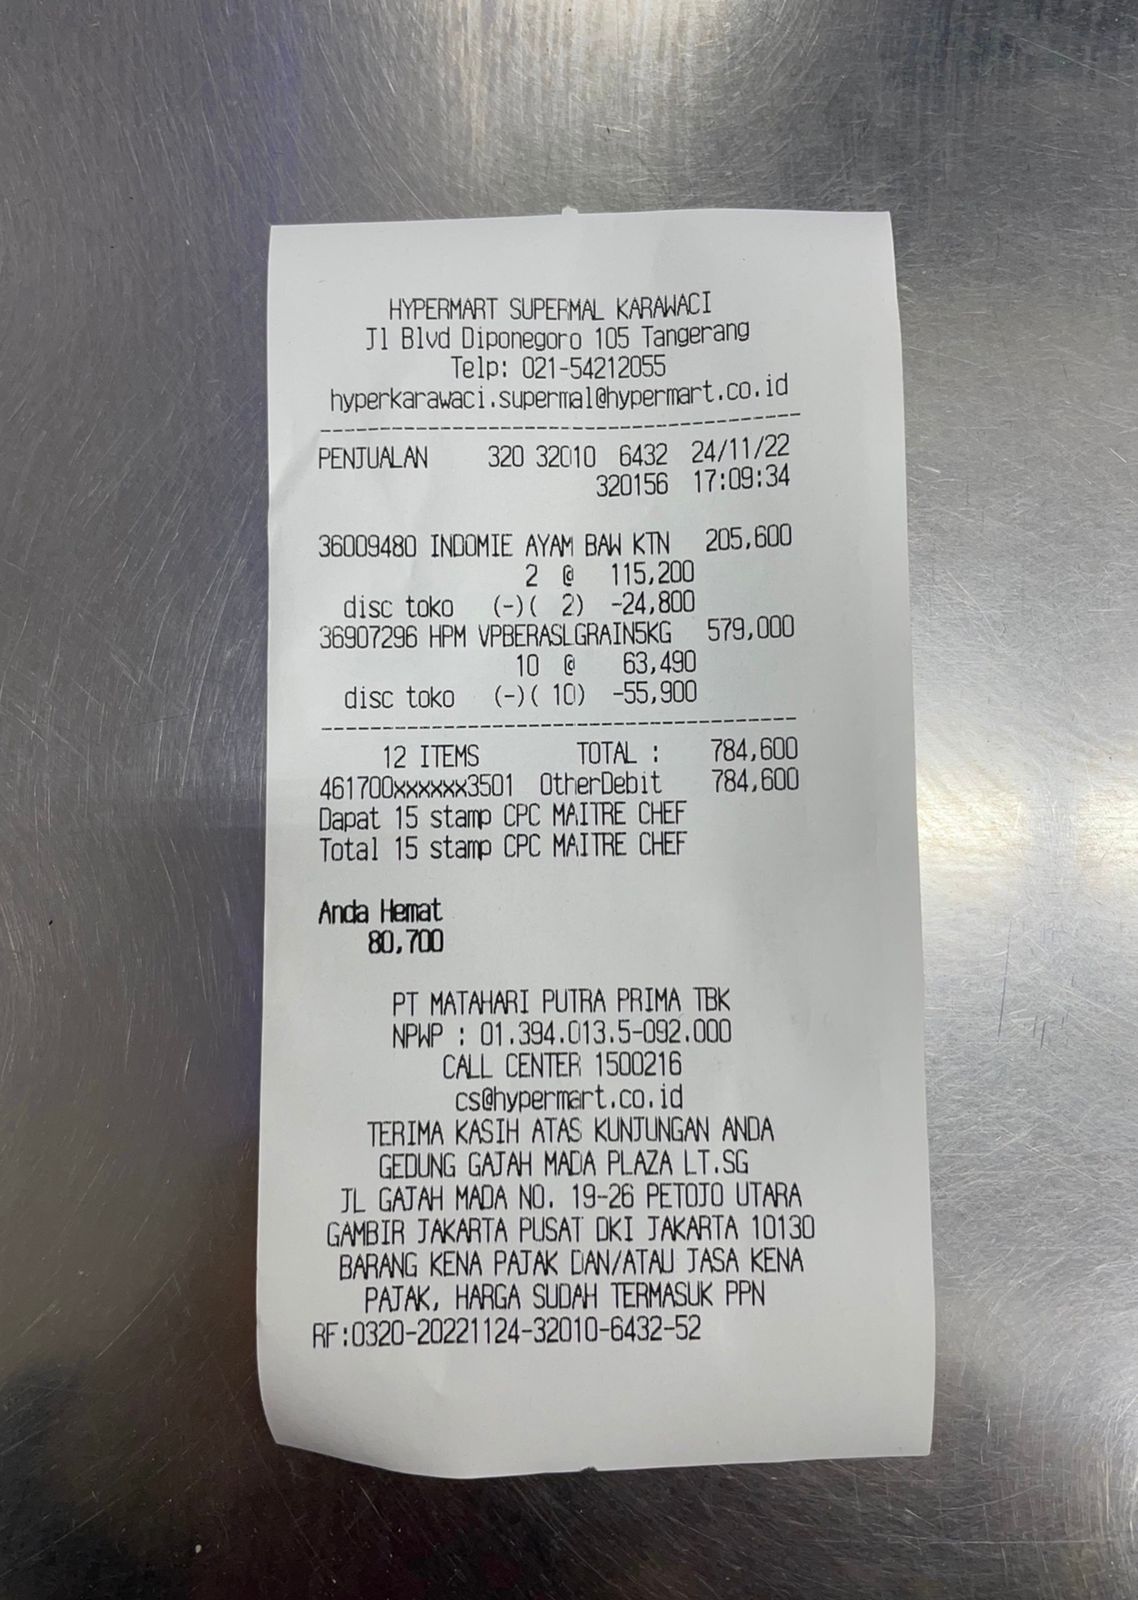 HYPERMART SUPERMAL KARAWACI
Jl Blvd Diponegoro 105 Tangerang
Telp: 021-54212055
hyperkarawaci.supermal@hypermart.co.id
PENJUALAN 320 32010 6432 24/11/22
320156 17:09:34
36009480 INDOMIE AYAM BAW KTN 205,600
2 @ 115,200
disc toko (-)( 2) -24,800
36907296 HPM VPBERASLGRAIN5KG 579,000
10 @ 63,490
disc toko (-)( 10) -55,900
12 ITEMS TOTAL : 784,600
461700xxxxxx3501 OtherDebit 784,600
Dapat 15 stamp CPC MAITRE CHEF
Total 15 stamp CPC MAITRE CHEF
Anda Hemat
80,700
PT MATAHARI PUTRA PRIMA TBK
NPWP : 01.394.013.5-092.000
CALL CENTER 1500216
cs@hypermart.co.id
TERIMA KASIH ATAS KUNJUNGAN ANDA
GEDUNG GAJAH MADA PLAZA LT.SG
JL GAJAH MADA NO. 19-26 PETOJO UTARA
GAMBIR JAKARTA PUSAT DKI JAKARTA 10130
BARANG KENA PAJAK DAN/ATAU JASA KENA
PAJAK, HARGA SUDAH TERMASUK PPN
RF:0320-20221124-32010-6432-52